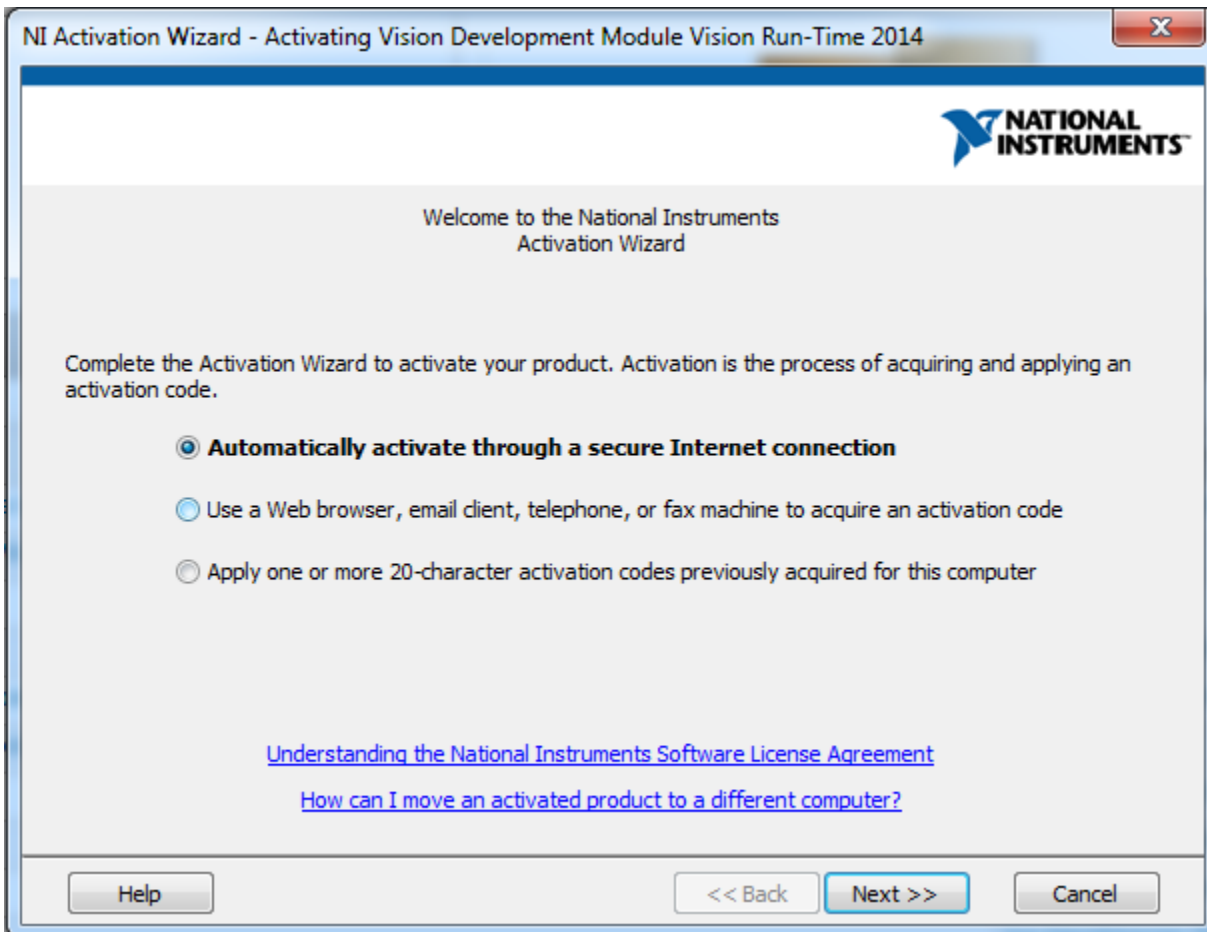 NI Activation Wizard - Activating Vision Development Module Vision Run-Time 2014
NATIONAL
INSTRUMENTS™
Welcome to the National Instruments
Activation Wizard
Complete the Activation Wizard to activate your product. Activation is the process of acquiring and applying an
activation code.
Automatically activate through a secure Internet connection
Use a Web browser, email client, telephone, or fax machine to acquire an activation code
Apply one or more 20-character activation codes previously acquired for this computer
Understanding the National Instruments Software License Agreement
How can I move an activated product to a different computer?
Help << Back Next >> Cancel